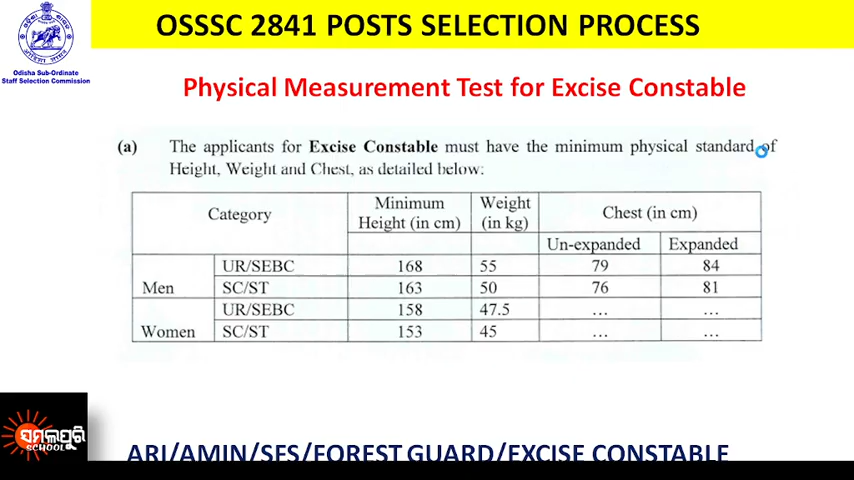 OSSSC 2841 POSTS SELECTION PROCESS
Odisha Sub-Ordinate
Staff Selection Commission
Physical Measurement Test for Excise Constable
(a) The applicants for Excise Constable must have the minimum physical standard of
Height, Weight and Chest, as detailed below:
Category Minimum Height (in cm) Weight (in kg) Chest (in cm)
Un-expanded Expanded
Men UR/SEBC 168 55 79 84
SC/ST 163 50 76 81
Women UR/SEBC 158 47.5 ... ...
SC/ST 153 45 ... ...
ସମ୍ବଲପୁରି
SCHOOL
ARI/AMIN/SFS/FOREST GUARD/EXCISE CONSTABLE